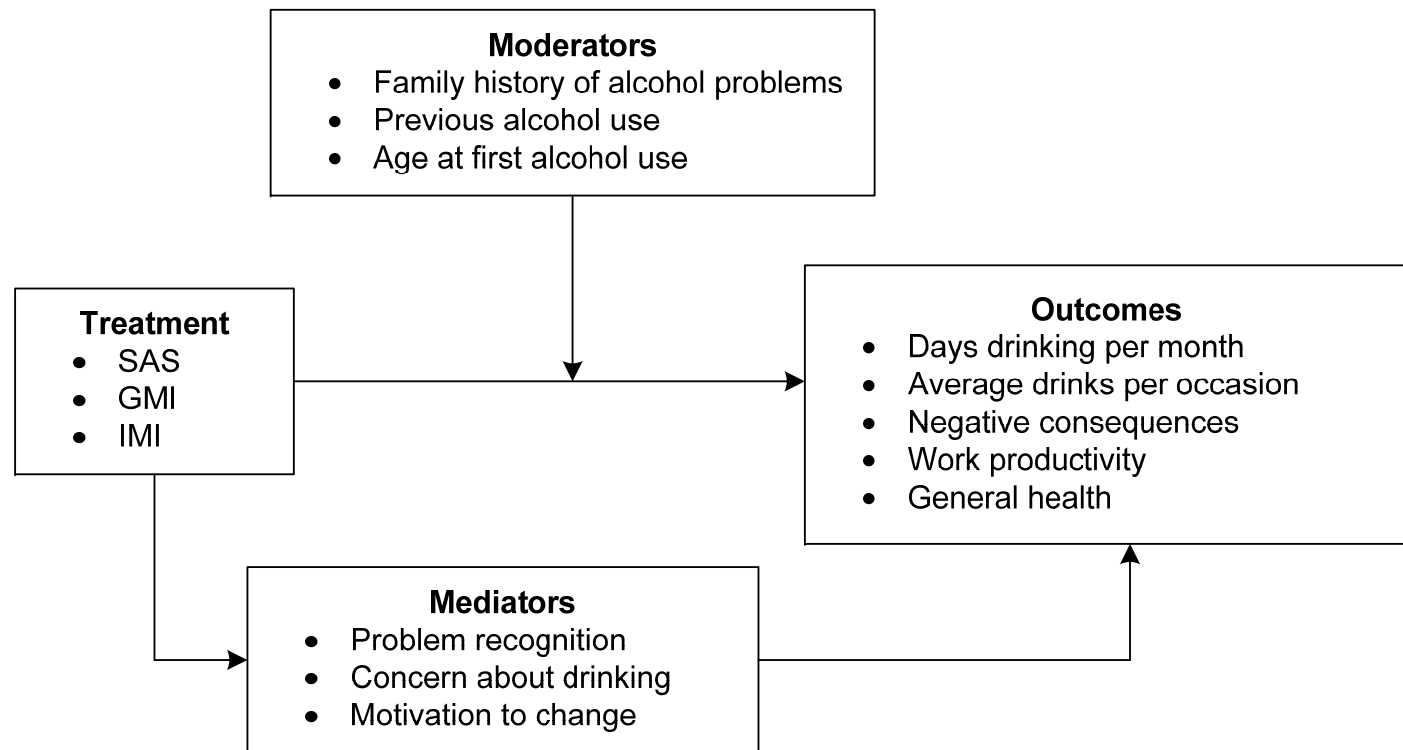 Moderators
• Family history of alcohol problems
• Previous alcohol use
• Age at first alcohol use
Treatment
• SAS
• GMI
• IMI
Outcomes
• Days drinking per month
• Average drinks per occasion
• Negative consequences
• Work productivity
• General health
Mediators
• Problem recognition
• Concern about drinking
• Motivation to change